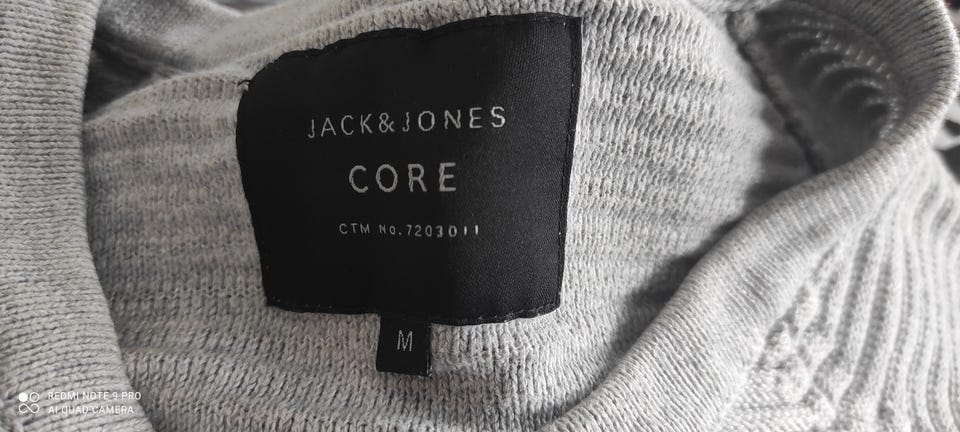 JACK&JONES
CORE
CTM No. 7203011
M
REDMI NOTE 9 PRO
AI QUAD CAMERA